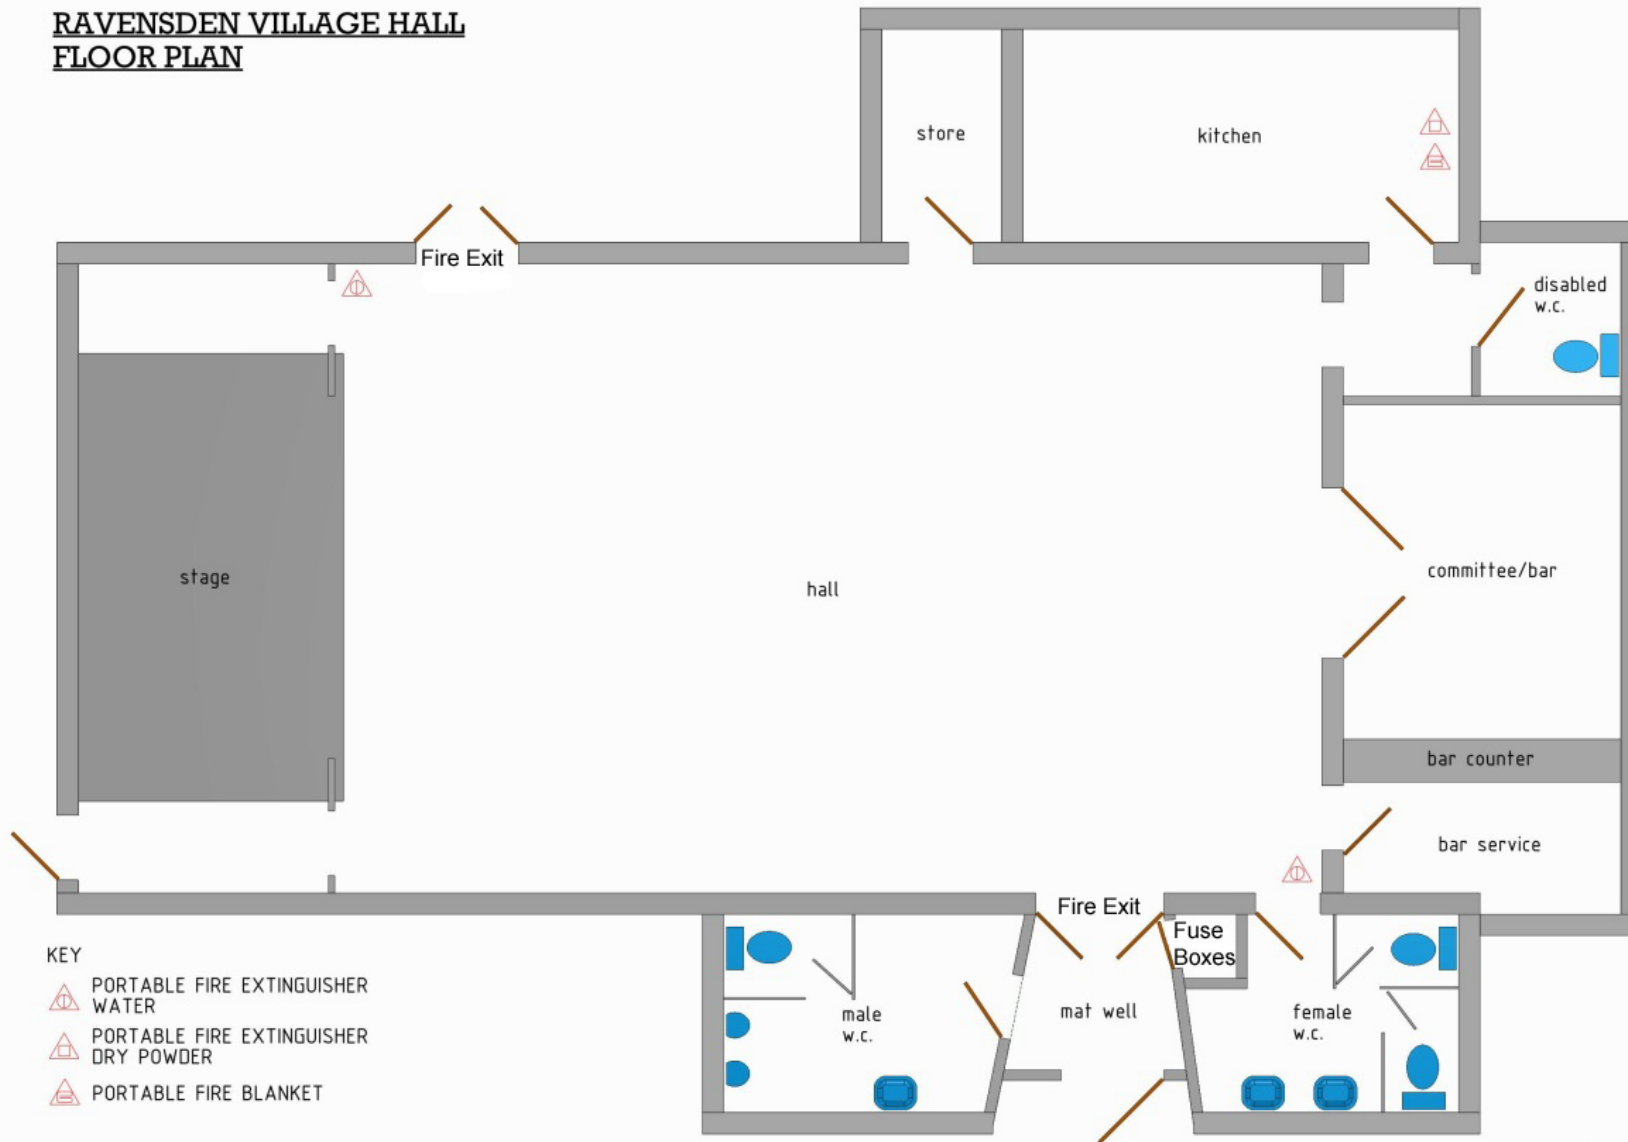 RAVENSDEN VILLAGE HALL
FLOOR PLAN
store
kitchen
Fire Exit
disabled
w.c.
stage
hall
committee/bar
bar counter
bar service
Fire Exit
Fuse
Boxes
male
w.c.
mat well
female
w.c.
KEY
PORTABLE FIRE EXTINGUISHER
WATER
PORTABLE FIRE EXTINGUISHER
DRY POWDER
PORTABLE FIRE BLANKET